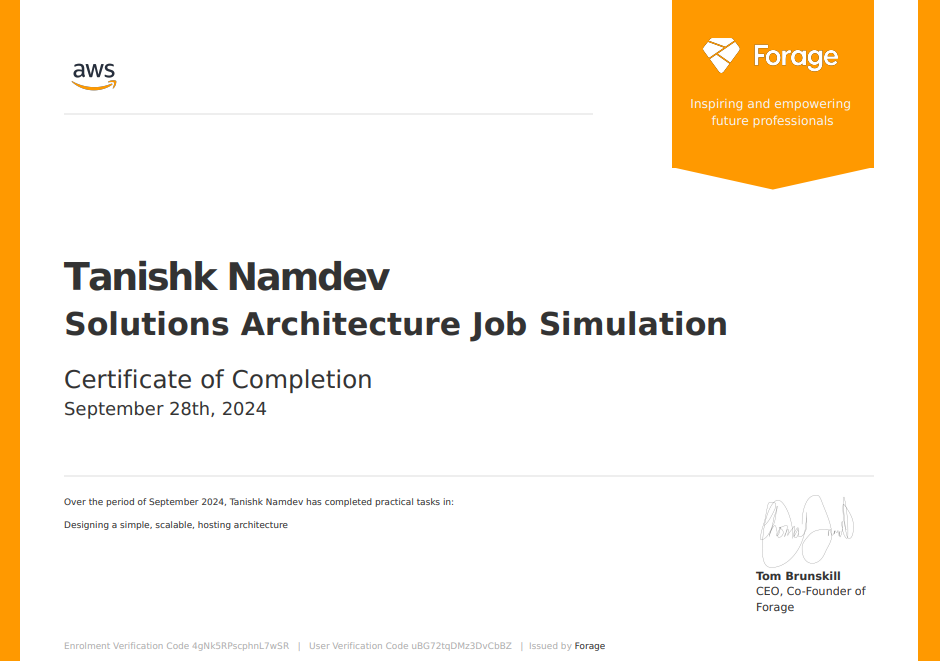 aws
Forage
Inspiring and empowering
future professionals
Tanishk Namdev
Solutions Architecture Job Simulation
Certificate of Completion
September 28th, 2024
Over the period of September 2024, Tanishk Namdev has completed practical tasks in:
Designing a simple, scalable, hosting architecture
Tom Brunskill
CEO, Co-Founder of
Forage
Enrolment Verification Code 4gNk5RPscphnL7wSR | User Verification Code u8G72tqDMz3DvCbBZ | Issued by Forage